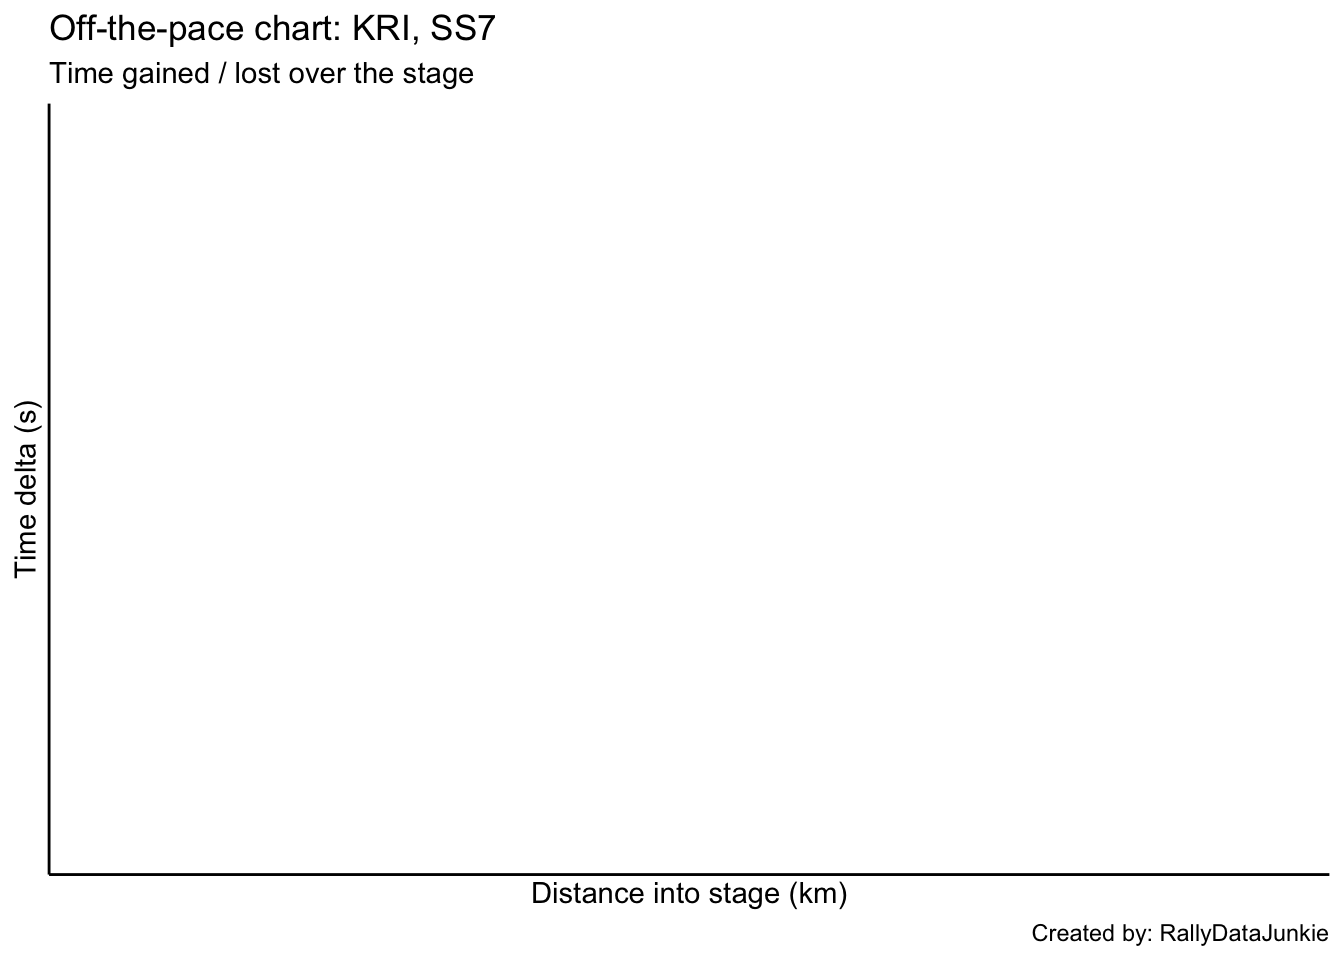 Off-the-pace chart: KRI, SS7
Time gained / lost over the stage
Time delta (s)
Distance into stage (km)
Created by: RallyDataJunkie